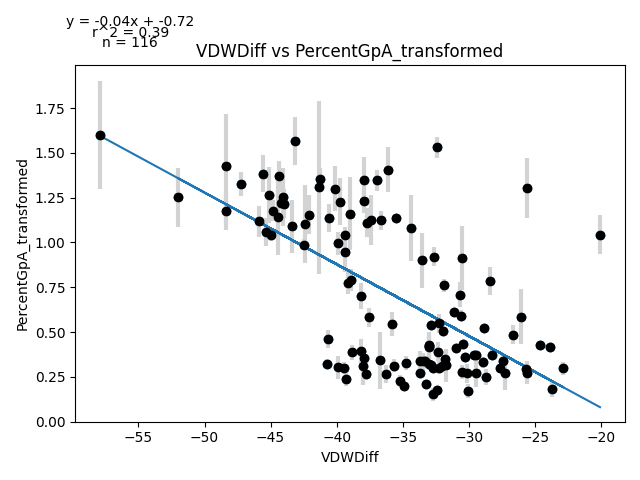 y = -0.04x + -0.72
r^2 = 0.39
n = 116
VDWDiff vs PercentGpA_transformed
PercentGpA_transformed
1.75
1.50
1.25
1.00
0.75
0.50
0.25
0.00
−55 −50 −45 −40 −35 −30 −25 −20
VDWDiff